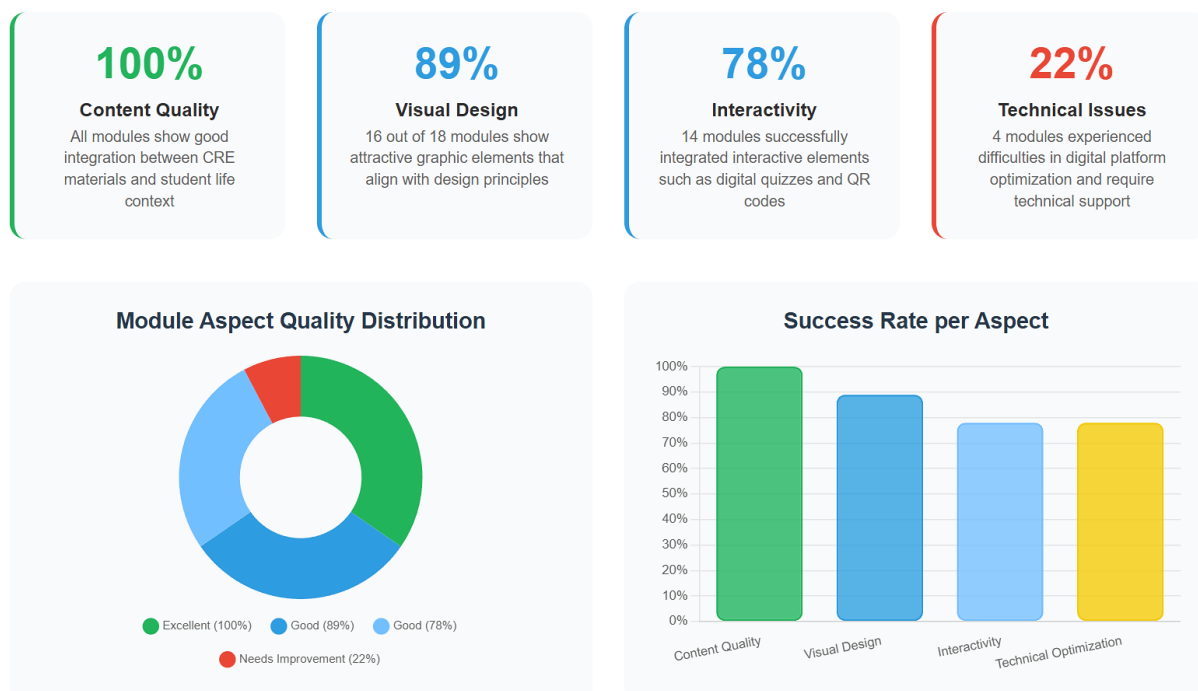 100%
Content Quality
All modules show good
integration between CRE
materials and student life
context
89%
Visual Design
16 out of 18 modules show
attractive graphic elements that
align with design principles
78%
Interactivity
14 modules successfully
integrated interactive elements
such as digital quizzes and QR
codes
22%
Technical Issues
4 modules experienced
difficulties in digital platform
optimization and require
technical support
Module Aspect Quality Distribution
Excellent (100%)
Good (89%)
Good (78%)
Needs Improvement (22%)
Success Rate per Aspect
100%
90%
80%
70%
60%
50%
40%
30%
20%
10%
0%
Content Quality
Visual Design
Interactivity
Technical Optimization